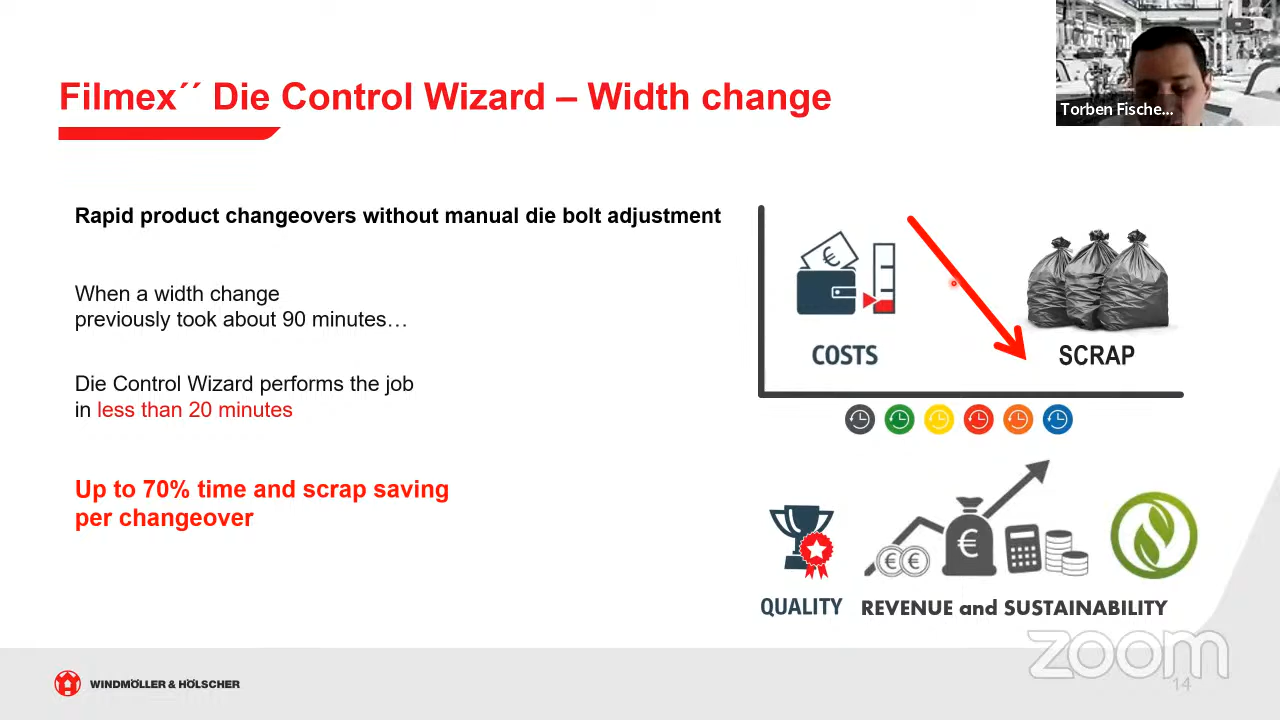 Filmex´´ Die Control Wizard – Width change
Torben Fische...
Rapid product changeovers without manual die bolt adjustment
When a width change
previously took about 90 minutes…
Die Control Wizard performs the job
in less than 20 minutes
Up to 70% time and scrap saving
per changeover
€
COSTS
SCRAP
€ € €
QUALITY
REVENUE and SUSTAINABILITY
WINDMÖLLER & HÖLSCHER
zoom
14